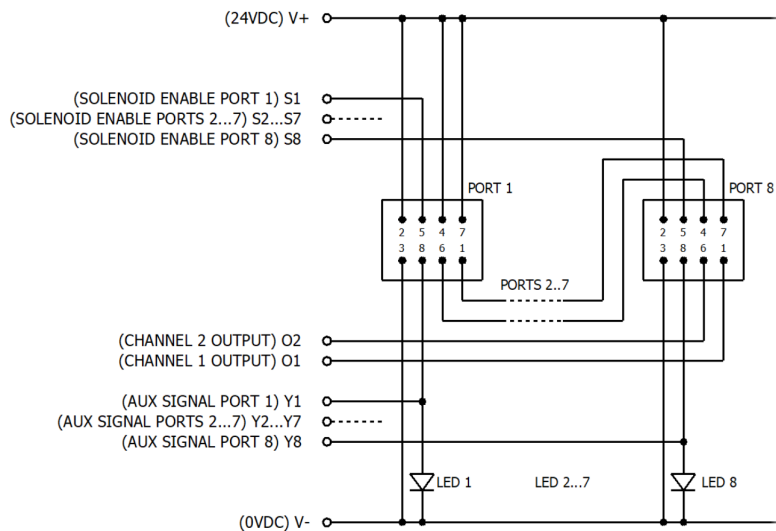 (24VDC) V+
(SOLENOID ENABLE PORT 1) S1
(SOLENOID ENABLE PORTS 2...7) S2...S7
(SOLENOID ENABLE PORT 8) S8
PORT 1
PORT 8
2 5 4 7
3 8 6 1
2 5 4 7
3 8 6 1
PORTS 2..7
(CHANNEL 2 OUTPUT) O2
(CHANNEL 1 OUTPUT) O1
(AUX SIGNAL PORT 1) Y1
(AUX SIGNAL PORTS 2...7) Y2...Y7
(AUX SIGNAL PORT 8) Y8
LED 1
LED 2...7
LED 8
(0VDC) V-